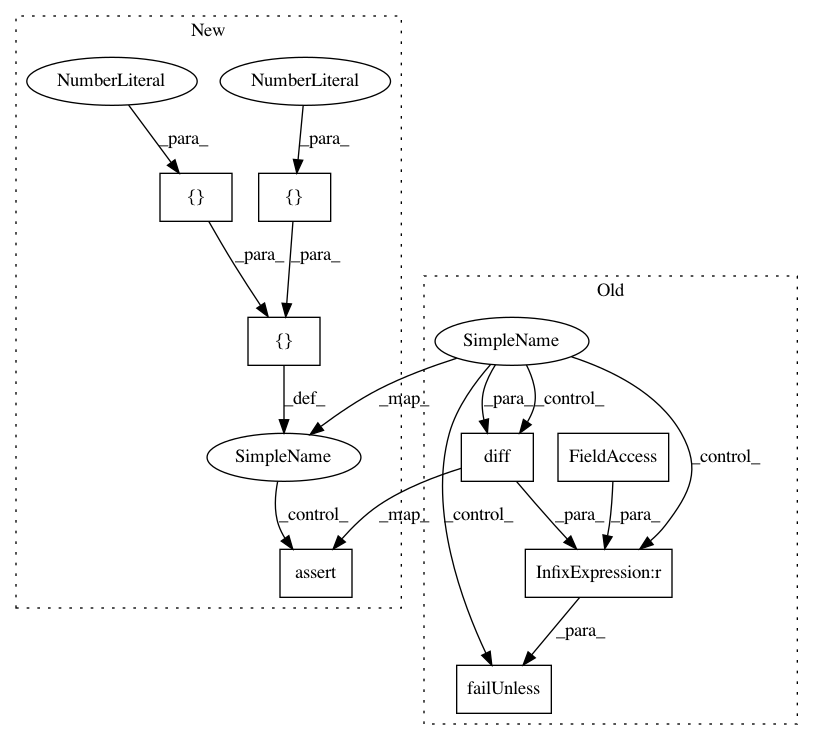 New
NumberLiteral
NumberLiteral
_para_
_para_
{}
{}
_para_
_para_
Old
{}
SimpleName
_def_
_map_
_para_
_control_
SimpleName
diff
FieldAccess
_control_
_control_
_map_
_control_
_para_
_para_
assert
InfixExpression:r
_para_
failUnless